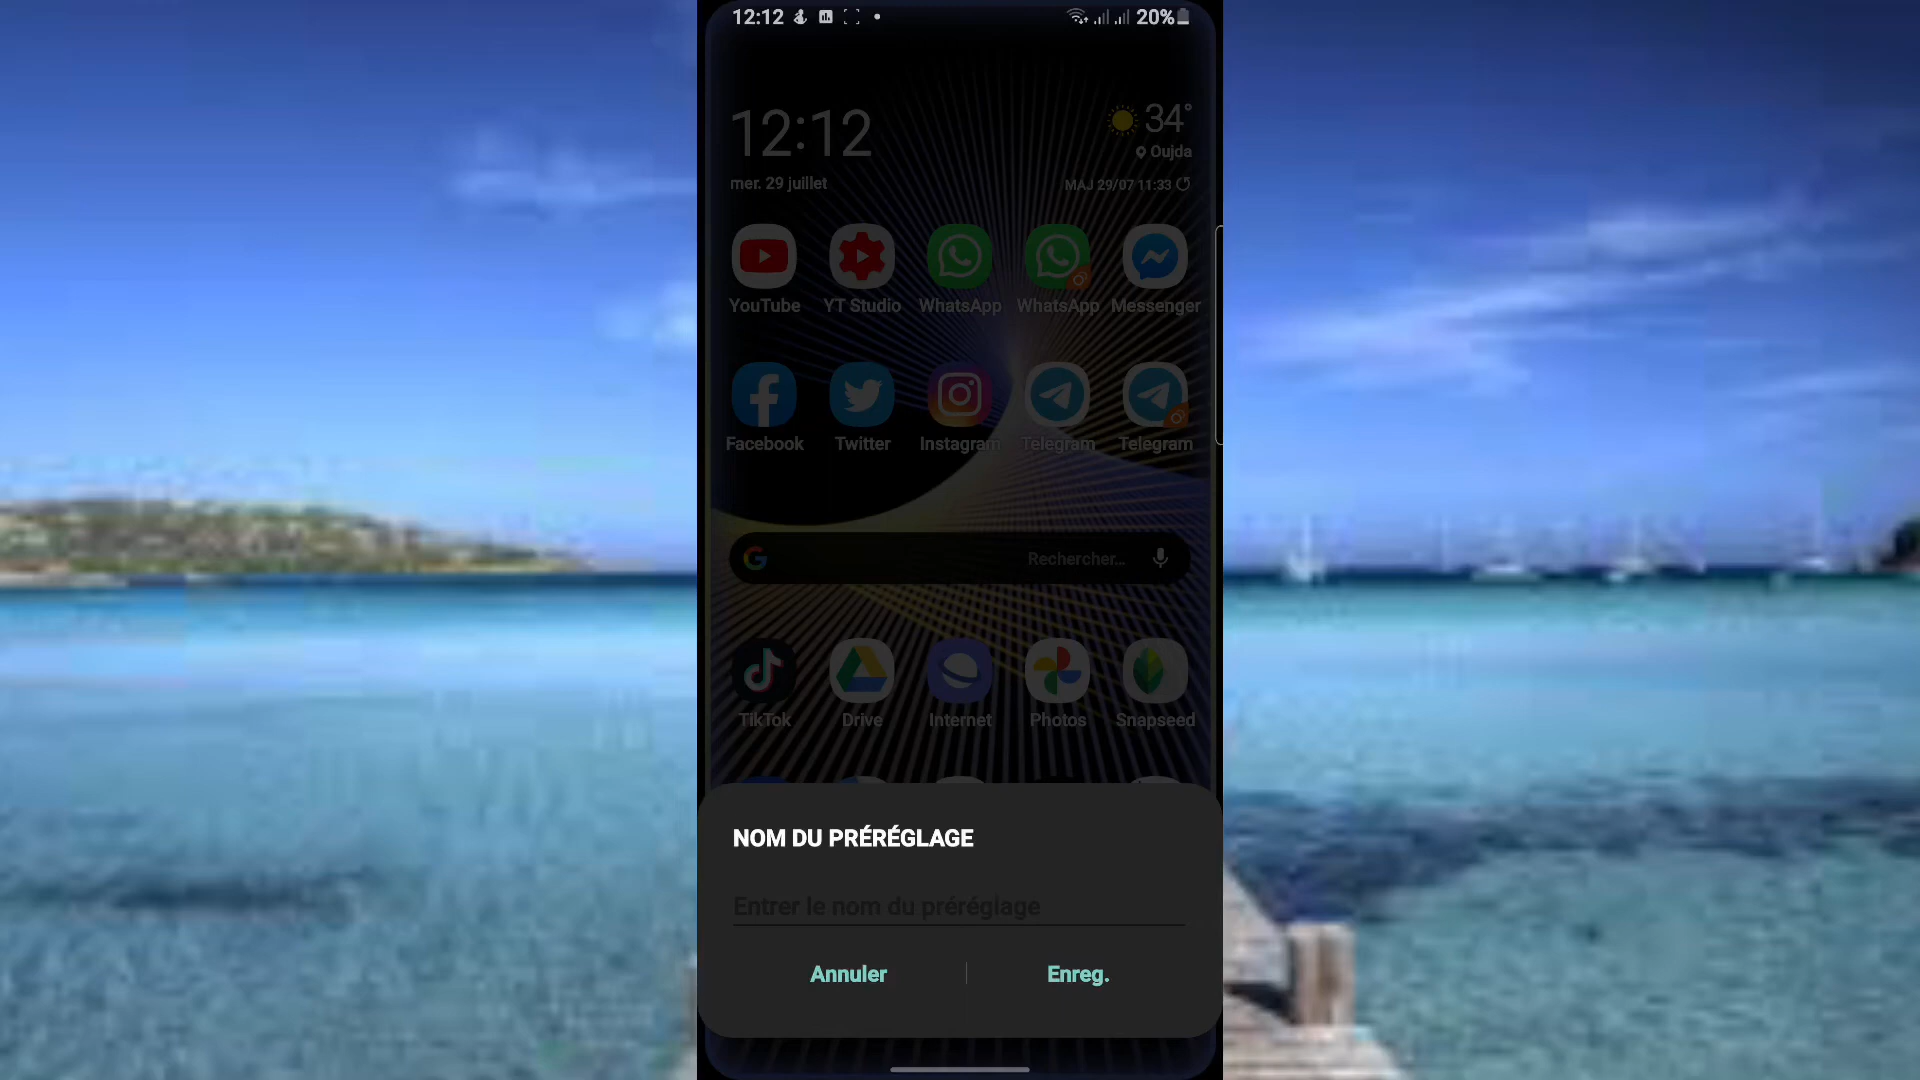 12:12
20%
12:12
34°
Oujda
mer. 29 juillet
MAJ 29/07 11:33
YouTube
YT Studio
WhatsApp
WhatsApp
Messenger
Facebook
Twitter
Instagram
Telegram
Telegram
Rechercher...
TikTok
Drive
Internet
Photos
Snapseed
NOM DU PRÉRÉGLAGE
Entrer le nom du préréglage
Annuler
Enreg.